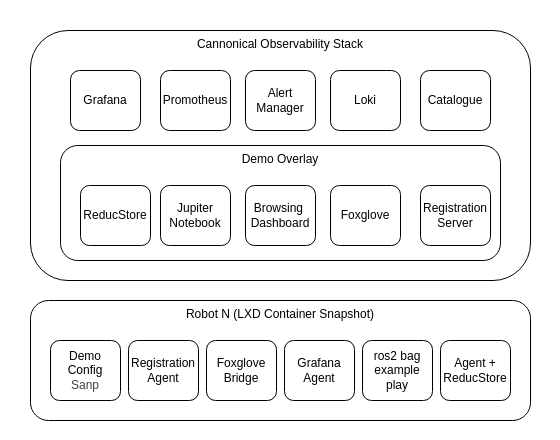 Cannonical Observability Stack
Grafana
Promotheus
Alert
Manager
Loki
Catalogue
Demo Overlay
ReducStore
Jupiter
Notebook
Browsing
Dashboard
Foxglove
Registration
Server
Robot N (LXD Container Snapshot)
Demo
Config
Sanp
Registration
Agent
Foxglove
Bridge
Grafana
Agent
ros2 bag
example
play
Agent +
ReducStore